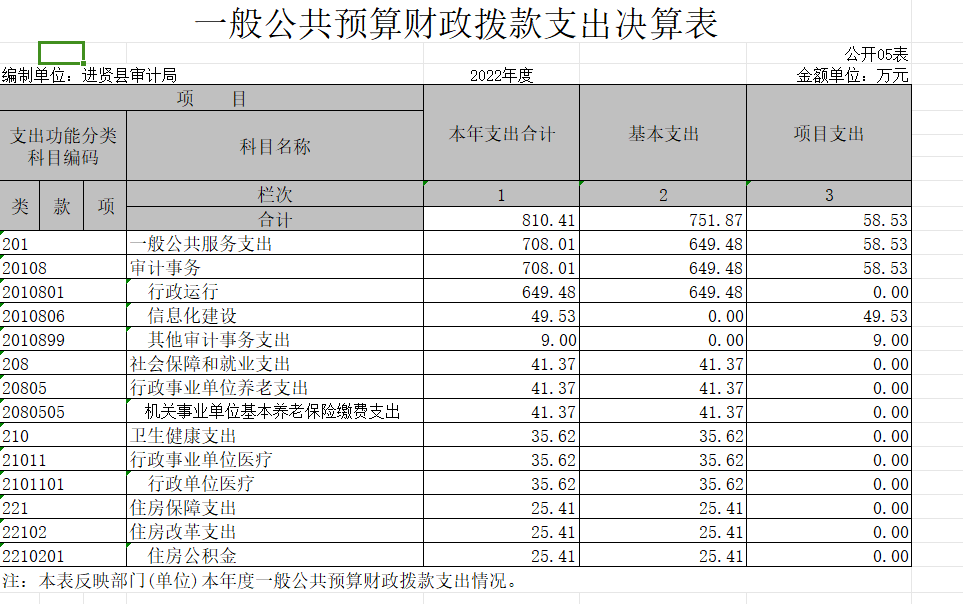 一般公共预算财政拨款支出决算表
公开05表
编制单位：进贤县审计局 2022年度 金额单位：万元
项 目 本年支出合计 基本支出 项目支出
支出功能分类
科目编码 科目名称
类 款 项 栏次 1 2 3
合计 810.41 751.87 58.53
201 一般公共服务支出 708.01 649.48 58.53
20108 审计事务 708.01 649.48 58.53
2010801 行政运行 649.48 649.48 0.00
2010806 信息化建设 49.53 0.00 49.53
2010899 其他审计事务支出 9.00 0.00 9.00
208 社会保障和就业支出 41.37 41.37 0.00
20805 行政事业单位养老支出 41.37 41.37 0.00
2080505 机关事业单位基本养老保险缴费支出 41.37 41.37 0.00
210 卫生健康支出 35.62 35.62 0.00
21011 行政事业单位医疗 35.62 35.62 0.00
2101101 行政单位医疗 35.62 35.62 0.00
221 住房保障支出 25.41 25.41 0.00
22102 住房改革支出 25.41 25.41 0.00
2210201 住房公积金 25.41 25.41 0.00
注：本表反映部门(单位)本年度一般公共预算财政拨款支出情况。